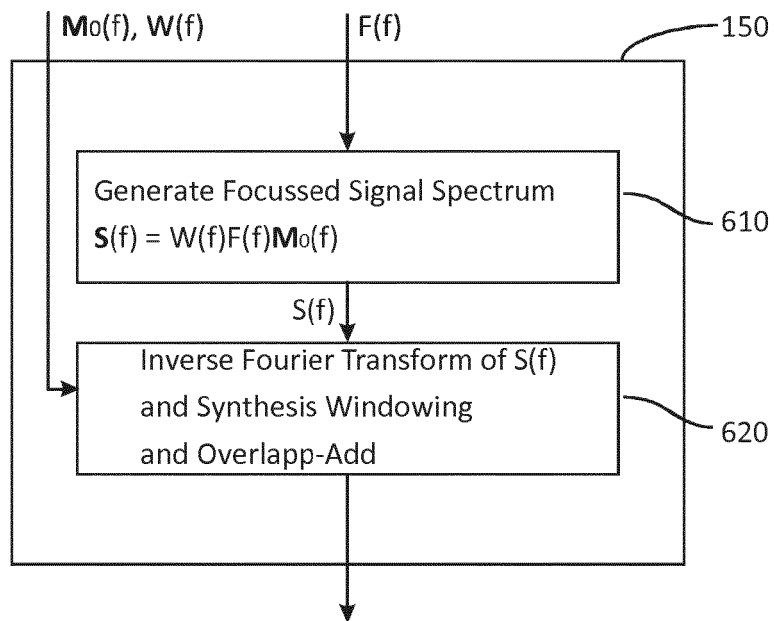 M0(f), W(f)
F(f)
150
Generate Focussed Signal Spectrum
S(f) = W(f)F(f)M0(f)
610
S(f)
Inverse Fourier Transform of S(f)
and Synthesis Windowing
and Overlapp-Add
620